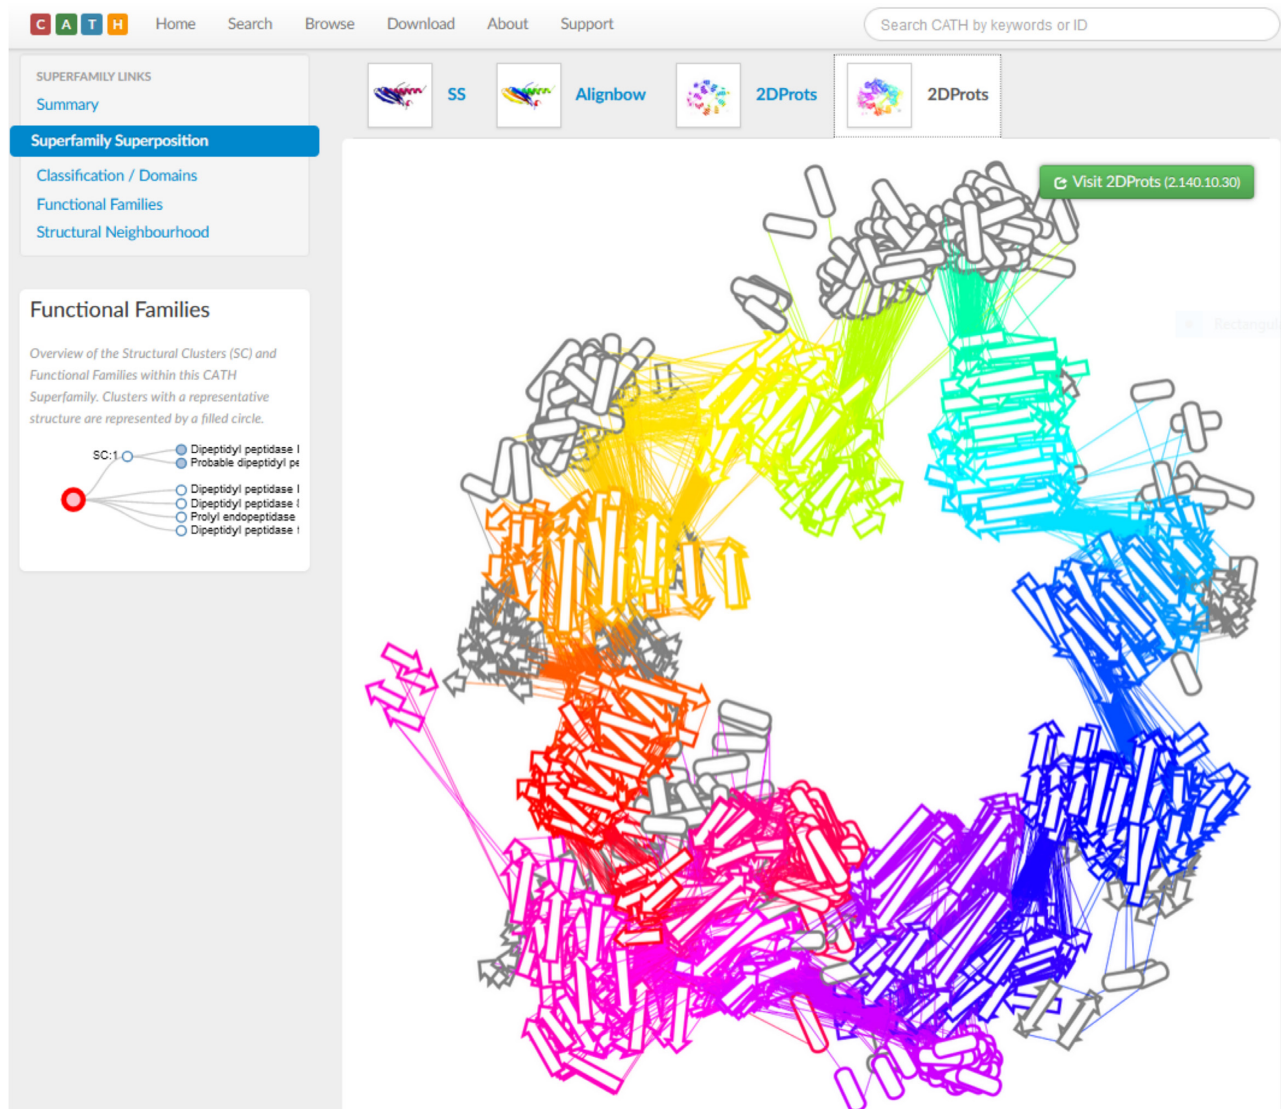 C A T H Home Search Browse Download About Support Search CATH by keywords or ID
SUPERFAMILY LINKS
Summary
Superfamily Superposition
Classification / Domains
Functional Families
Structural Neighbourhood
SS Alignbow 2DProts 2DProts
Visit 2DProts (2.140.10.30)
Rectangul
Functional Families
Overview of the Structural Clusters (SC) and
Functional Families within this CATH
Superfamily. Clusters with a representative
structure are represented by a filled circle.
SC:1
Dipeptidyl peptidase I
Probable dipeptidyl pe
Dipeptidyl peptidase I
Dipeptidyl peptidase
Prolyl endopeptidase
Dipeptidyl peptidase